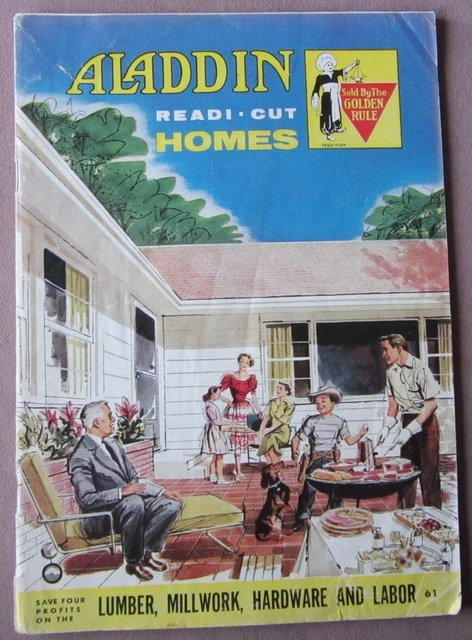 ALADDIN
READI·CUT
HOMES
Sold By The
GOLDEN
RULE
TRADE MARK
SAVE FOUR
PROFITS
ON THE
LUMBER, MILLWORK, HARDWARE AND LABOR 61